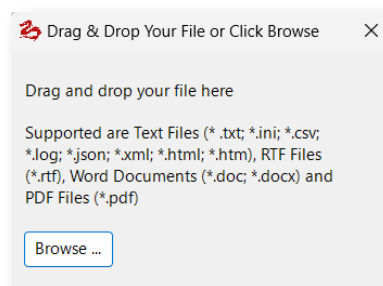 Drag & Drop Your File or Click Browse
Drag and drop your file here
Supported are Text Files (* .txt; *.ini; *.csv;
*.log; *.json; *.xml; *.html; *.htm), RTF Files
(*.rtf), Word Documents (*.doc; *.docx) and
PDF Files (*.pdf)
Browse ...